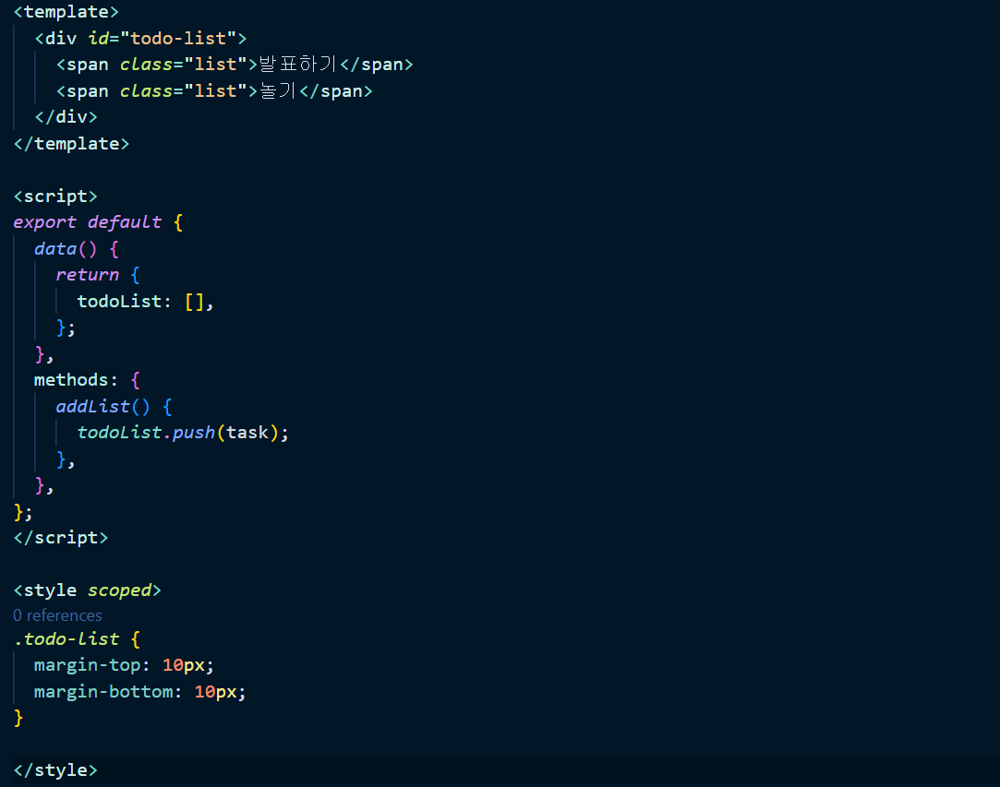 <template>
  <div id="todo-list">
    <span class="list">발표하기</span>
    <span class="list">놀기</span>
  </div>
</template>

<script>
export default {
  data() {
    return {
      todoList: [],
    };
  },
  methods: {
    addList() {
      todoList.push(task);
    },
  },
};
</script>

<style scoped>
0 references
.todo-list {
  margin-top: 10px;
  margin-bottom: 10px;
}

</style>